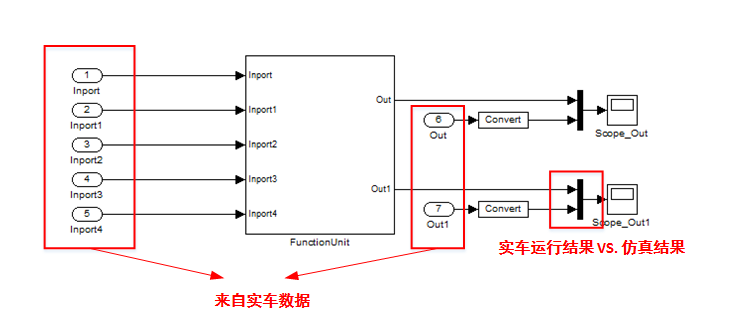 1
Inport
Inport
2
Inport1
Inport1
3
Inport2
Inport2
4
Inport3
Inport3
5
Inport4
Inport4
FunctionUnit
Out
Out1
6
Out
Convert
Scope_Out
7
Out1
Convert
Scope_Out1
实车运行结果 VS. 仿真结果
来自实车数据